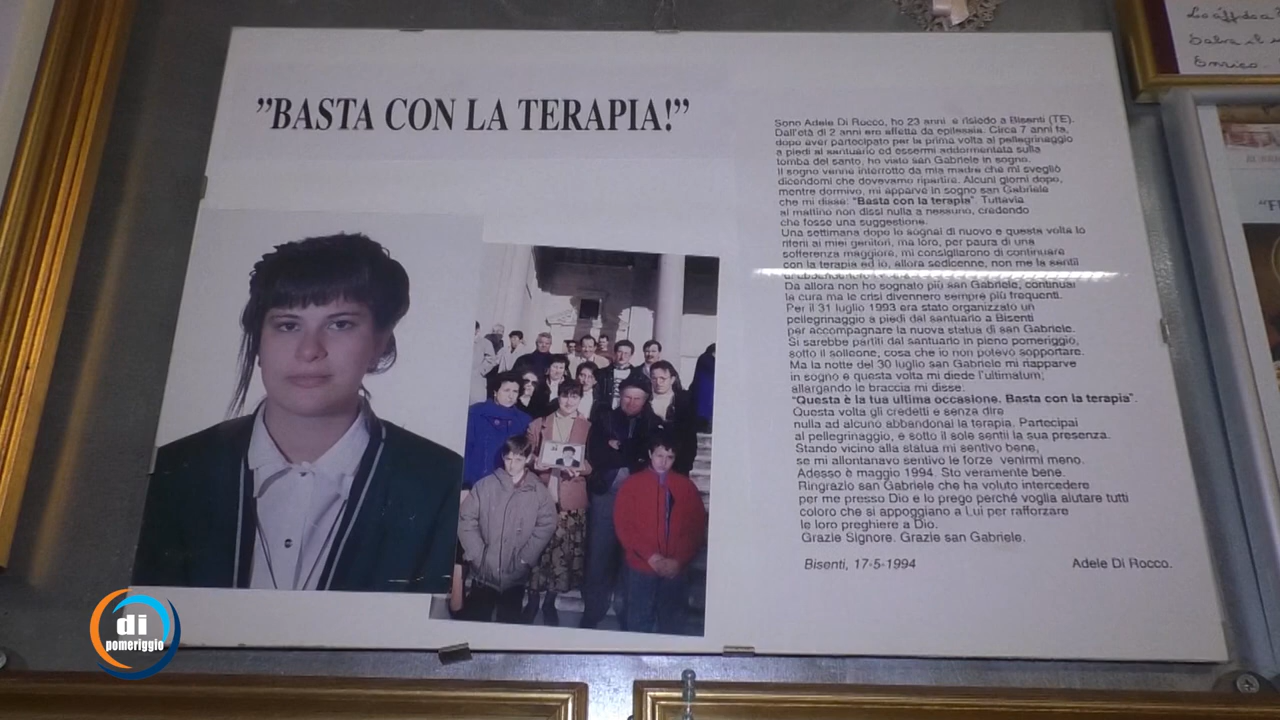 "BASTA CON LA TERAPIA!"
Sono Adele Di Rocco, ho 23 anni e risiedo a Bisenti (TE).
Dall'età di 2 anni ero affetta da epilessia. Circa 7 anni fa,
dopo aver partecipato per la prima volta al pellegrinaggio
a piedi al santuario ed essermi addormentata sulla
tomba del santo, ho visto san Gabriele in sogno.
Il sogno venne interrotto da mia madre che mi svegliò
dicendomi che dovevamo ripartire. Alcuni giorni dopo,
mentre dormivo, mi apparve in sogno san Gabriele
che mi disse: "Basta con la terapia". Tuttavia
al mattino non dissi nulla a nessuno, credendo
che fosse una suggestione.
Una settimana dopo lo sognai di nuovo e questa volta lo
riferii ai miei genitori, ma loro, per paura di una
sofferenza maggiore, mi consigliarono di continuare
con la terapia ed io, allora sedicenne, non me la sentii
Da allora non ho sognato più san Gabriele, continuai
la cura ma le crisi divennero sempre più frequenti.
Per il 31 luglio 1993 era stato organizzato un
pellegrinaggio a piedi dal santuario a Bisenti
per accompagnare la nuova statua di san Gabriele.
Si sarebbe partiti dal santuario in pieno pomeriggio,
sotto il solleone, cosa che io non potevo sopportare.
Ma la notte del 30 luglio san Gabriele mi riapparve
in sogno e questa volta mi diede l'ultimatum;
allargando le braccia mi disse:
"Questa è la tua ultima occasione. Basta con la terapia".
Questa volta gli credetti e senza dire
nulla ad alcuno abbandonai la terapia. Partecipai
al pellegrinaggio, e sotto il sole sentii la sua presenza.
Stando vicino alla statua mi sentivo bene,
se mi allontanavo sentivo le forze venirmi meno.
Adesso è maggio 1994. Sto veramente bene.
Ringrazio san Gabriele che ha voluto intercedere
per me presso Dio e lo prego perché voglia aiutare tutti
coloro che si appoggiano a Lui per rafforzare
le loro preghiere a Dio.
Grazie Signore. Grazie san Gabriele.
Bisenti, 17-5-1994 Adele Di Rocco.
Enrico
di
pomeriggio